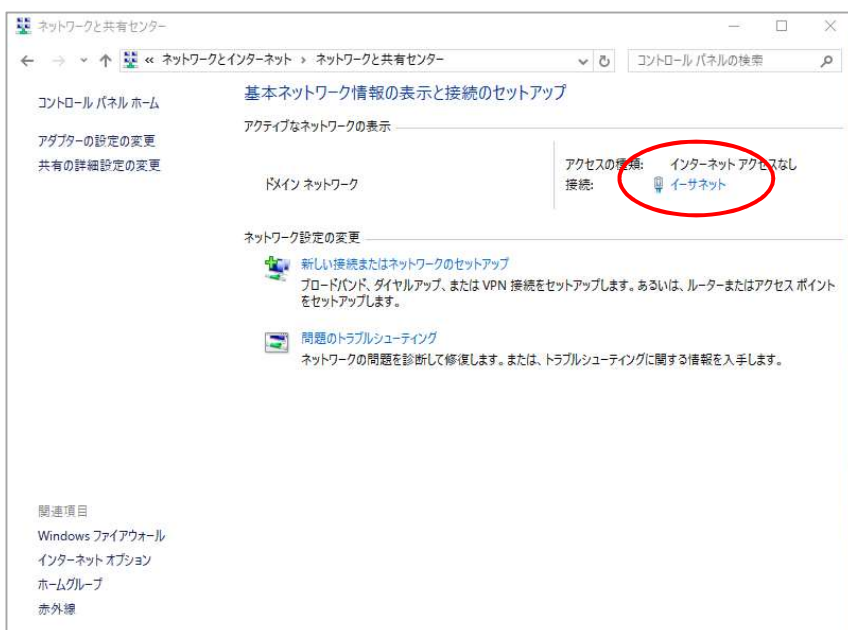 ネットワークと共有センター
« ネットワークとインターネット › ネットワークと共有センター
コントロール パネルの検索
コントロール パネル ホーム
アダプターの設定の変更
共有の詳細設定の変更
基本ネットワーク情報の表示と接続のセットアップ
アクティブなネットワークの表示
ドメイン ネットワーク
アクセスの種類: インターネット アクセスなし
接続: イーサネット
ネットワーク設定の変更
新しい接続またはネットワークのセットアップ
ブロードバンド、ダイヤルアップ、または VPN 接続をセットアップします。あるいは、ルーターまたはアクセス ポイント
をセットアップします。
問題のトラブルシューティング
ネットワークの問題を診断して修復します。または、トラブルシューティングに関する情報を入手します。
関連項目
Windows ファイアウォール
インターネット オプション
ホームグループ
赤外線